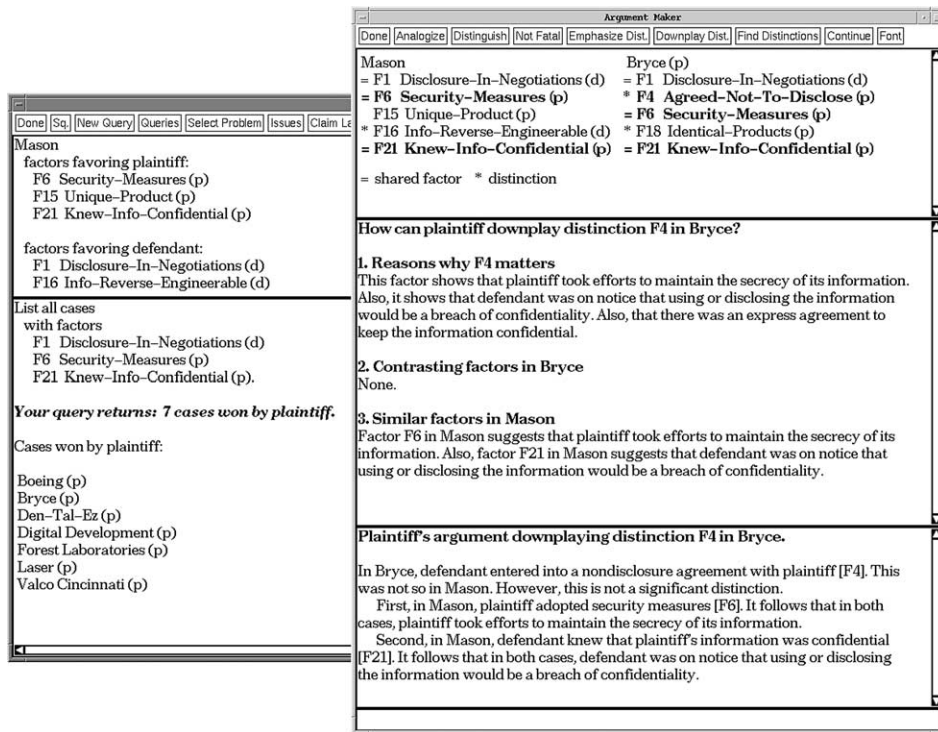 Done Sq. New Query Queries Select Problem Issues Claim La
Mason
factors favoring plaintiff:
F6 Security–Measures (p)
F15 Unique–Product (p)
F21 Knew–Info–Confidential (p)
factors favoring defendant:
F1 Disclosure–In–Negotiations (d)
F16 Info–Reverse–Engineerable (d)
List all cases
with factors
F1 Disclosure–In–Negotiations (d)
F6 Security–Measures (p)
F21 Knew–Info–Confidential (p).
Your query returns: 7 cases won by plaintiff.
Cases won by plaintiff:
Boeing (p)
Bryce (p)
Den–Tal–Ez (p)
Digital Development (p)
Forest Laboratories (p)
Laser (p)
Valco Cincinnati (p)
Argument Maker
Done Analogize Distinguish Not Fatal Emphasize Dist. Downplay Dist. Find Distinctions Continue Font
Mason Bryce (p)
= F1 Disclosure–In–Negotiations (d) = F1 Disclosure–In–Negotiations (d)
= F6 Security–Measures (p) * F4 Agreed–Not–To–Disclose (p)
F15 Unique–Product (p) = F6 Security–Measures (p)
* F16 Info–Reverse–Engineerable (d) * F18 Identical–Products (p)
= F21 Knew–Info–Confidential (p) = F21 Knew–Info–Confidential (p)
= shared factor * distinction
How can plaintiff downplay distinction F4 in Bryce?
1. Reasons why F4 matters
This factor shows that plaintiff took efforts to maintain the secrecy of its information.
Also, it shows that defendant was on notice that using or disclosing the information
would be a breach of confidentiality. Also, that there was an express agreement to
keep the information confidential.
2. Contrasting factors in Bryce
None.
3. Similar factors in Mason
Factor F6 in Mason suggests that plaintiff took efforts to maintain the secrecy of its
information. Also, factor F21 in Mason suggests that defendant was on notice that
using or disclosing the information would be a breach of confidentiality.
Plaintiff's argument downplaying distinction F4 in Bryce.
In Bryce, defendant entered into a nondisclosure agreement with plaintiff [F4]. This
was not so in Mason. However, this is not a significant distinction.
First, in Mason, plaintiff adopted security measures [F6]. It follows that in both
cases, plaintiff took efforts to maintain the secrecy of its information.
Second, in Mason, defendant knew that plaintiff's information was confidential
[F21]. It follows that in both cases, defendant was on notice that using or disclosing
the information would be a breach of confidentiality.